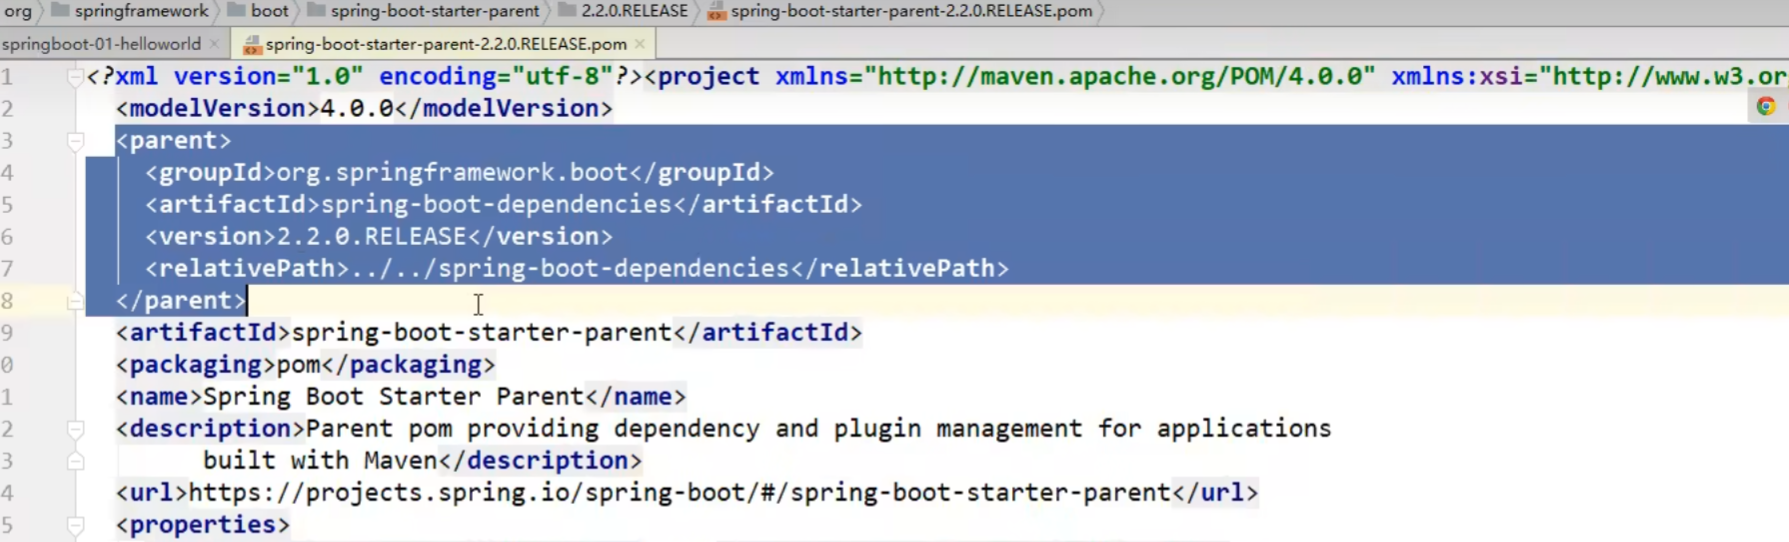 org springframework boot spring-boot-starter-parent 2.2.0.RELEASE spring-boot-starter-parent-2.2.0.RELEASE.pom
springboot-01-helloworld × spring-boot-starter-parent-2.2.0.RELEASE.pom ×
1 <?xml version="1.0" encoding="utf-8"?><project xmlns="http://maven.apache.org/POM/4.0.0" xmlns:xsi="http://www.w3.or
2 <modelVersion>4.0.0</modelVersion>
3 <parent>
4 <groupId>org.springframework.boot</groupId>
5 <artifactId>spring-boot-dependencies</artifactId>
6 <version>2.2.0.RELEASE</version>
7 <relativePath>../../spring-boot-dependencies</relativePath>
8 </parent>
9 <artifactId>spring-boot-starter-parent</artifactId>
0 <packaging>pom</packaging>
1 <name>Spring Boot Starter Parent</name>
2 <description>Parent pom providing dependency and plugin management for applications
3 built with Maven</description>
4 <url>https://projects.spring.io/spring-boot/#/spring-boot-starter-parent</url>
5 <properties>